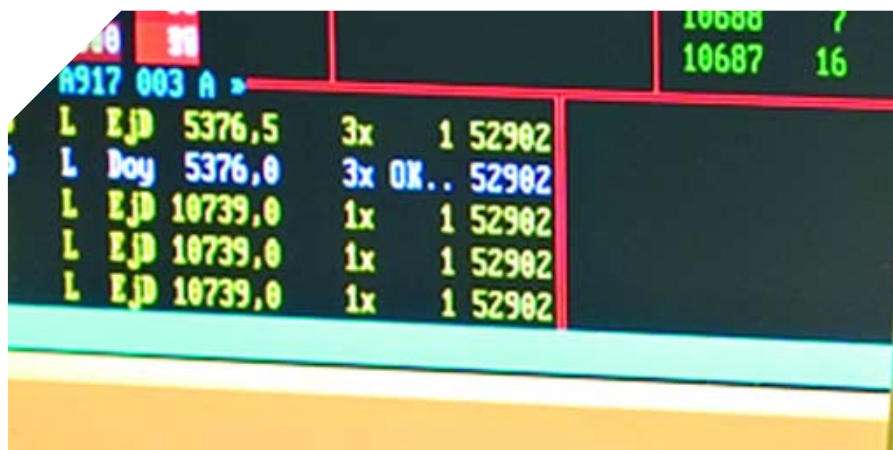 10688 7
10687 16
A917 003 A »
L EjD 5376,5 3x 1 52902
L Doy 5376,0 3x OK.. 52902
L EjD 10739,0 1x 1 52902
L EjD 10739,0 1x 1 52902
L EjD 10739,0 1x 1 52902